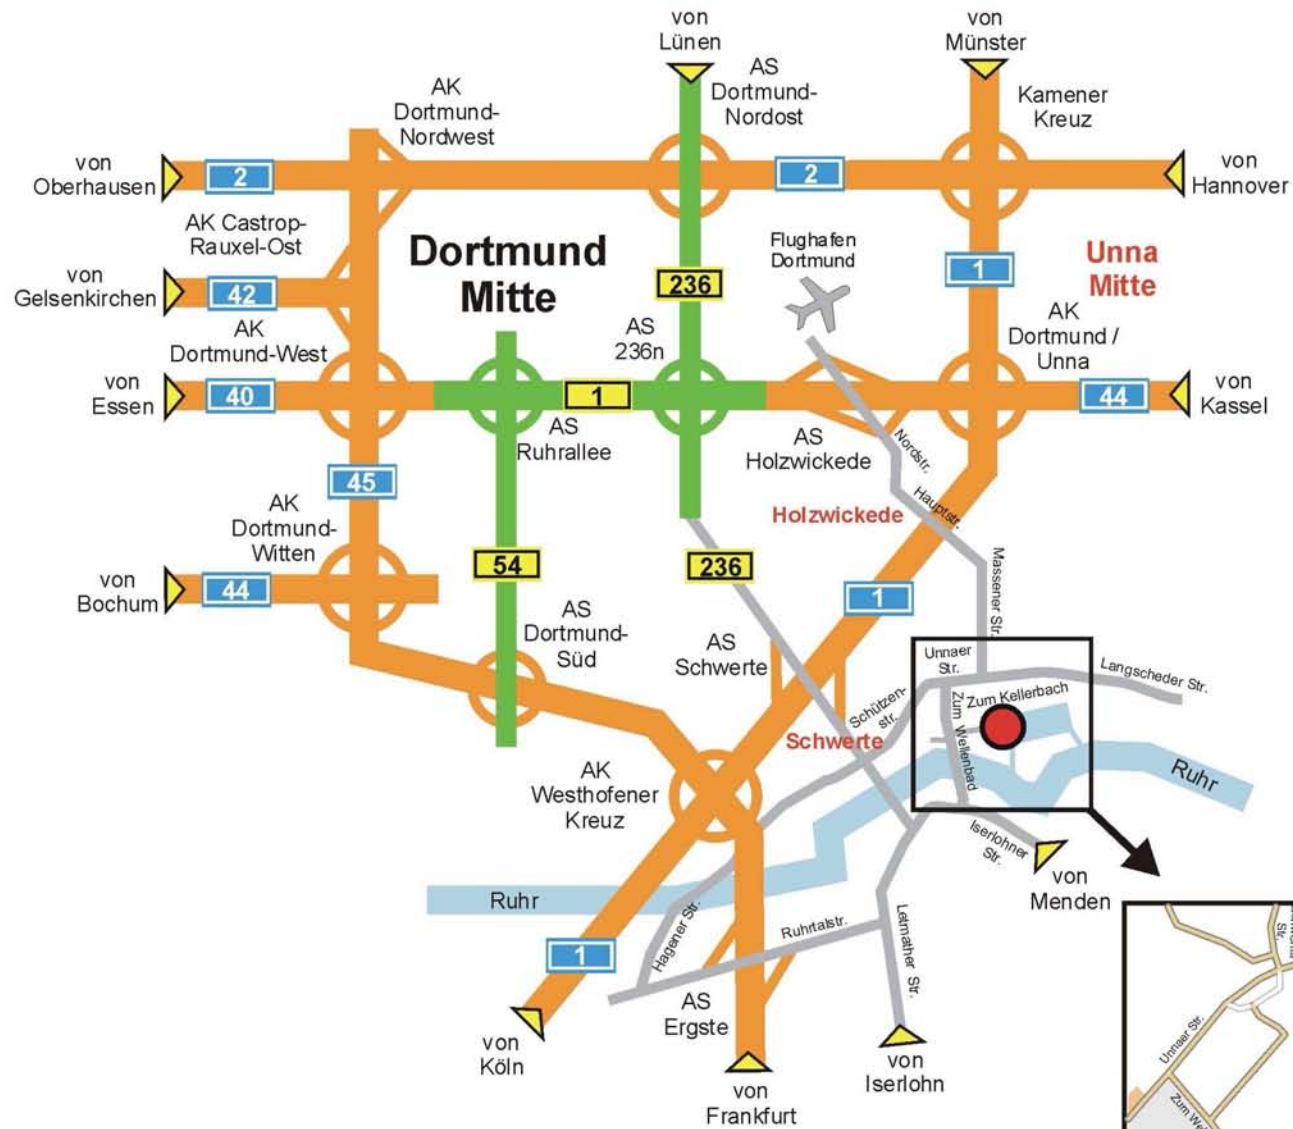 von
Lünen
von
Münster
AS
Dortmund-
Nordost
AK
Dortmund-
Nordwest
Kamener
Kreuz
von
Oberhausen
2
2
von
Hannover
AK Castrop-
Rauxel-Ost
Dortmund
Mitte
Flughafen
Dortmund
Unna
Mitte
von
Gelsenkirchen
42
236
1
AK
Dortmund-West
AS
236n
AK
Dortmund /
Unna
von
Essen
40
1
44
von
Kassel
AS
Ruhrallee
AS
Holzwickede
Nordstr.
45
AK
Dortmund-
Witten
Holzwickede
Hauptstr.
von
Bochum
44
54
236
1
Massener Str.
AS
Dortmund-
Süd
AS
Schwerte
Unnaer
Str.
Langscheder Str.
Schützen-
str.
Zum Kellerbach
Zum Wellenbad
Schwerte
Ruhr
AK
Westhofener
Kreuz
Iserlohner
Str.
von
Menden
Ruhr
Hagener Str.
Ruhrtalstr.
Letmather Str.
1
AS
Ergste
von
Köln
von
Frankfurt
von
Iserlohn
Str.
Unnaer Str.
Zum Wel